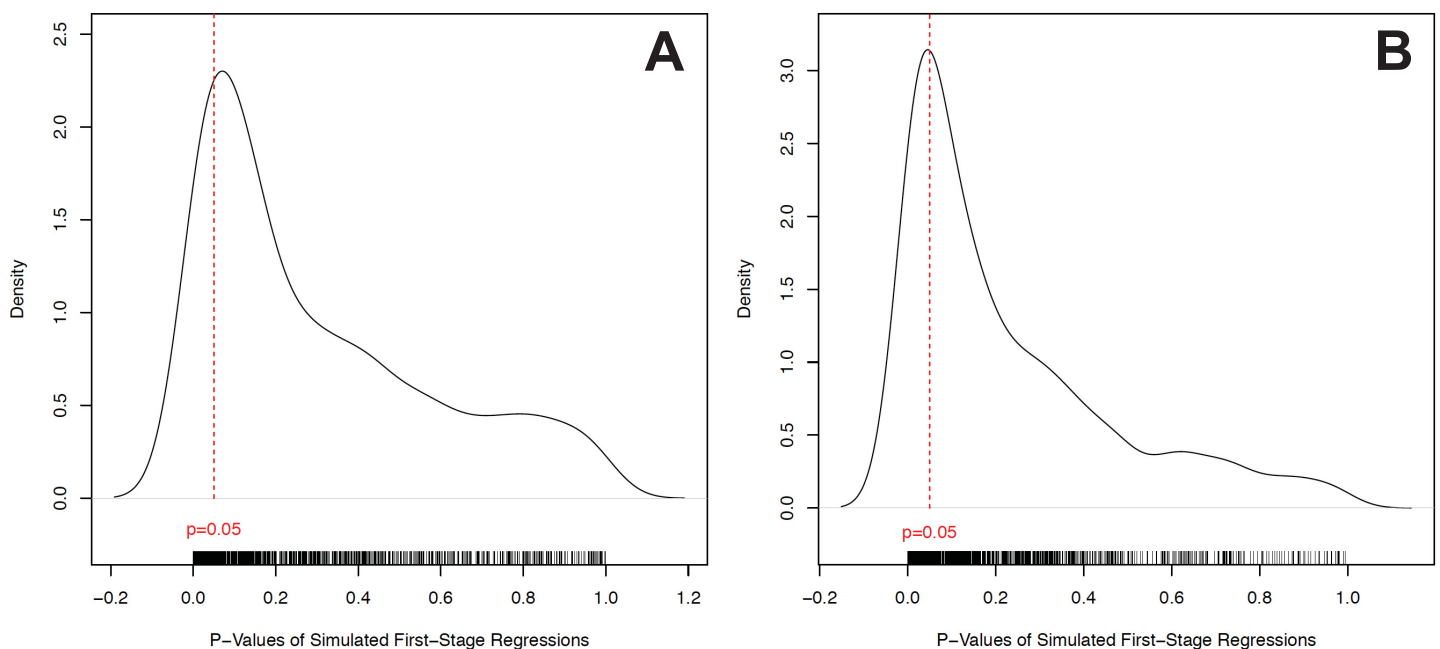 A
Density
2.5
2.0
1.5
1.0
0.5
0.0
p=0.05
−0.2 0.0 0.2 0.4 0.6 0.8 1.0 1.2
P−Values of Simulated First−Stage Regressions
B
Density
3.0
2.5
2.0
1.5
1.0
0.5
0.0
p=0.05
−0.2 0.0 0.2 0.4 0.6 0.8 1.0
P−Values of Simulated First−Stage Regressions